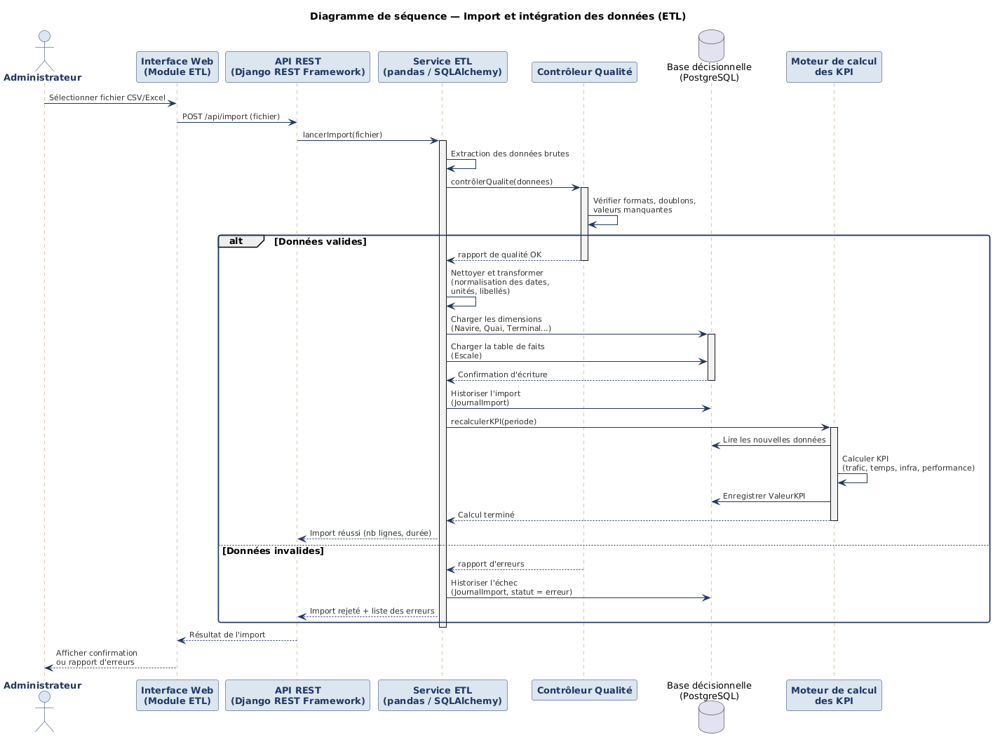 Diagramme de séquence — Import et intégration des données (ETL)
Administrateur
Interface Web
(Module ETL)
API REST
(Django REST Framework)
Service ETL
(pandas / SQLAlchemy)
Contrôleur Qualité
Base décisionnelle
(PostgreSQL)
Moteur de calcul
des KPI
Sélectionner fichier CSV/Excel
POST /api/import (fichier)
lancerImport(fichier)
Extraction des données brutes
contrôlerQualite(donnees)
Vérifier formats, doublons,
valeurs manquantes
alt
[Données valides]
rapport de qualité OK
Nettoyer et transformer
(normalisation des dates,
unités, libellés)
Charger les dimensions
(Navire, Quai, Terminal...)
Charger la table de faits
(Escale)
Confirmation d'écriture
Historiser l'import
(JournalImport)
recalculerKPI(periode)
Lire les nouvelles données
Calculer KPI
(trafic, temps, infra, performance)
Enregistrer ValeurKPI
Calcul terminé
Import réussi (nb lignes, durée)
[Données invalides]
rapport d'erreurs
Historiser l'échec
(JournalImport, statut = erreur)
Import rejeté + liste des erreurs
Résultat de l'import
Afficher confirmation
ou rapport d'erreurs
Administrateur
Interface Web
(Module ETL)
API REST
(Django REST Framework)
Service ETL
(pandas / SQLAlchemy)
Contrôleur Qualité
Base décisionnelle
(PostgreSQL)
Moteur de calcul
des KPI